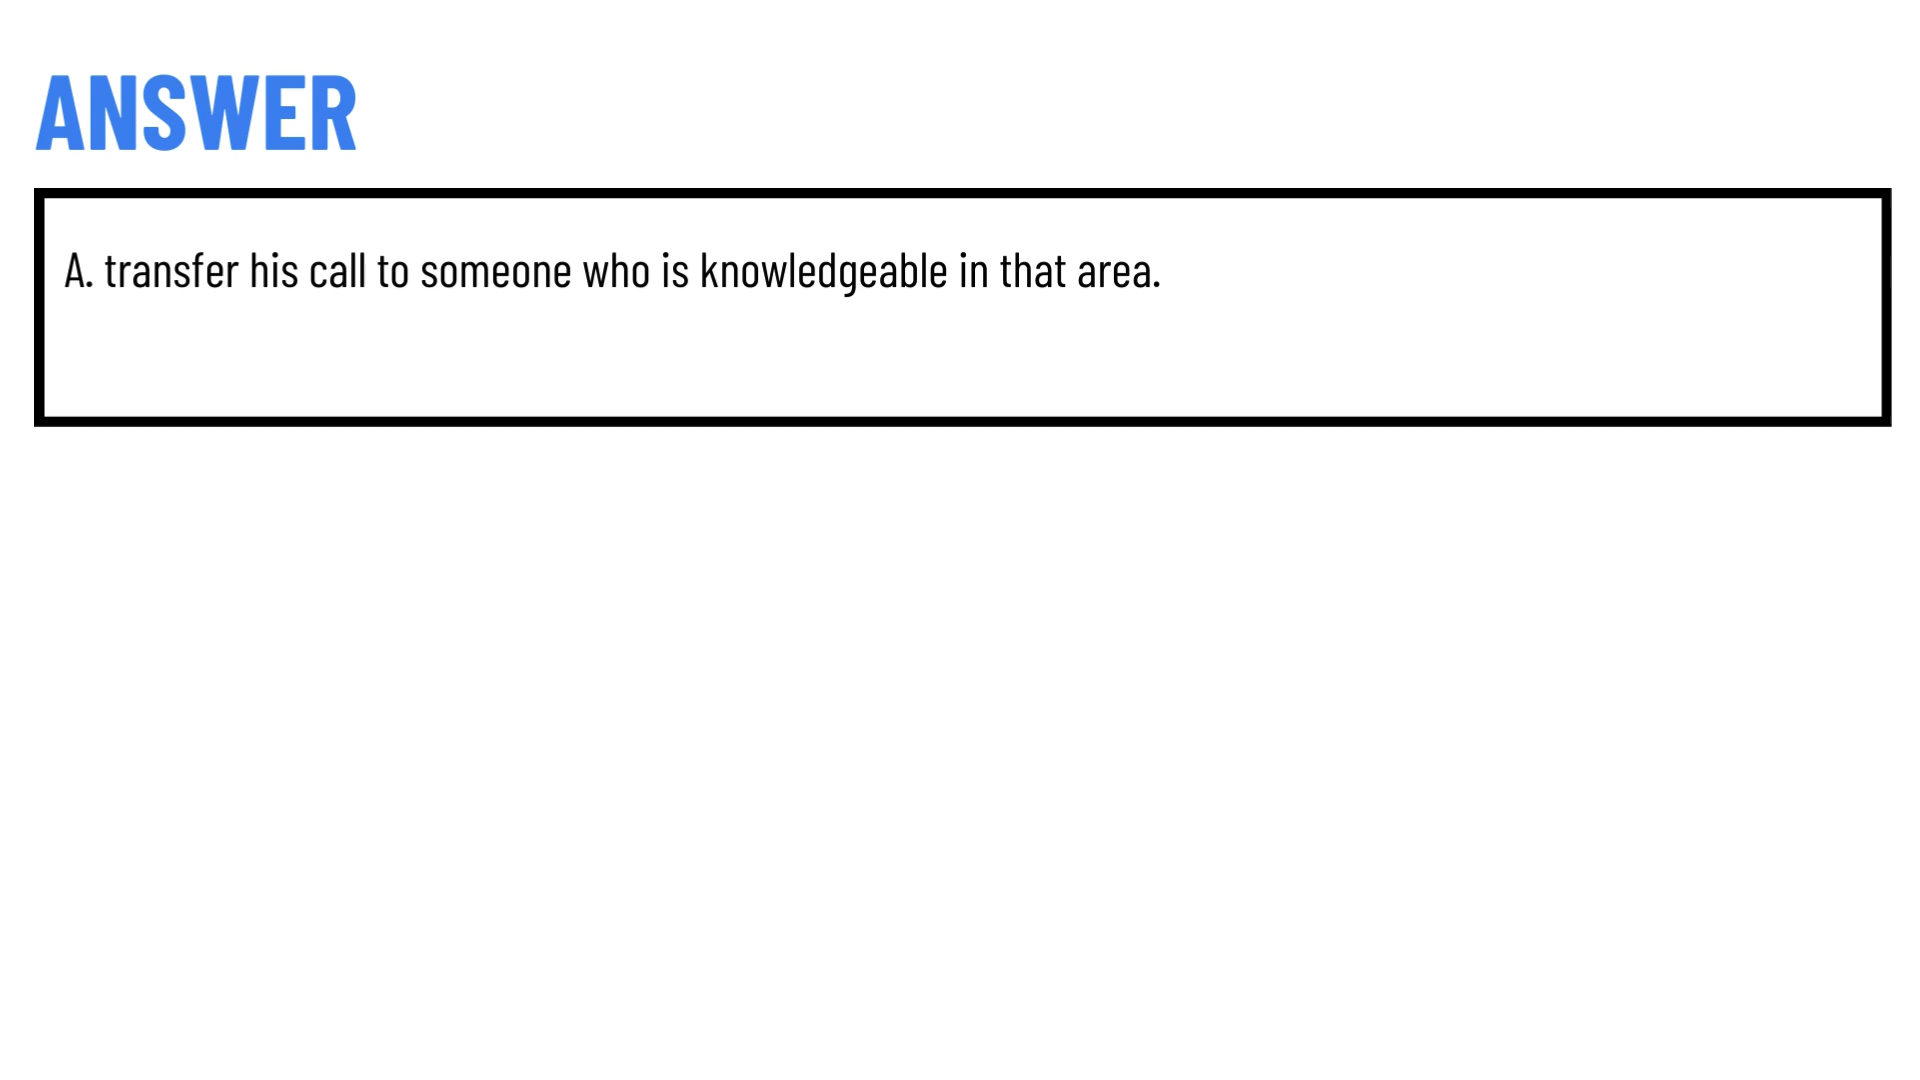 ANSWER
A. transfer his call to someone who is knowledgeable in that area.